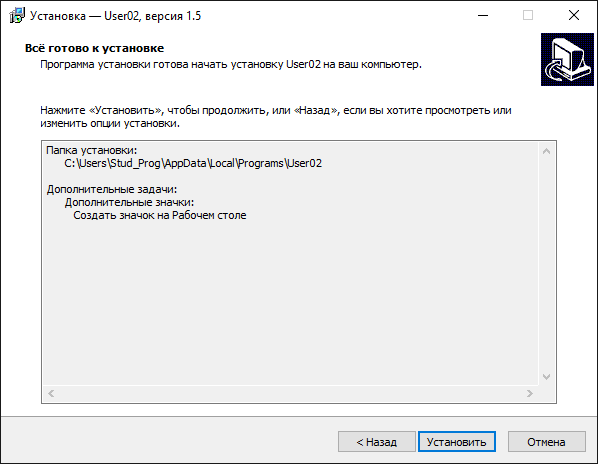 Установка — User02, версия 1.5
Всё готово к установке
Программа установки готова начать установку User02 на ваш компьютер.
Нажмите «Установить», чтобы продолжить, или «Назад», если вы хотите просмотреть или
изменить опции установки.
Папка установки:
C:\Users\Stud_Prog\AppData\Local\Programs\User02
Дополнительные задачи:
Дополнительные значки:
Создать значок на Рабочем столе
< Назад
Установить
Отмена